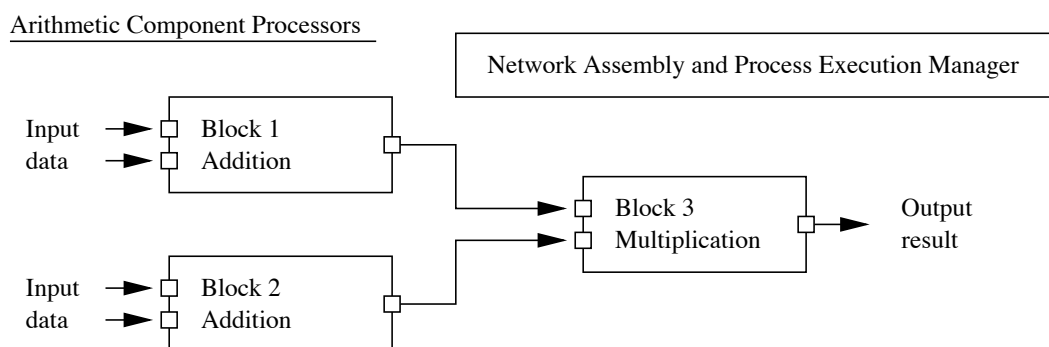 Arithmetic Component Processors
Network Assembly and Process Execution Manager
Input
data
Block 1
Addition
Block 3
Multiplication
Output
result
Input
data
Block 2
Addition